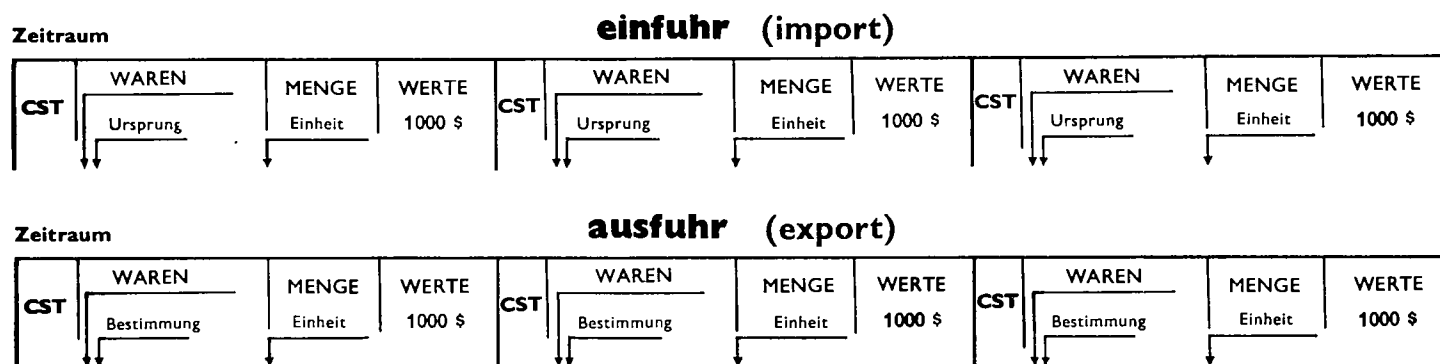 einfuhr (import)
Zeitraum
CST WAREN MENGE WERTE CST WAREN MENGE WERTE CST WAREN MENGE WERTE
Ursprung Einheit 1000 $ Ursprung Einheit 1000 $ Ursprung Einheit 1000 $
ausfuhr (export)
Zeitraum
CST WAREN MENGE WERTE CST WAREN MENGE WERTE CST WAREN MENGE WERTE
Bestimmung Einheit 1000 $ Bestimmung Einheit 1000 $ Bestimmung Einheit 1000 $